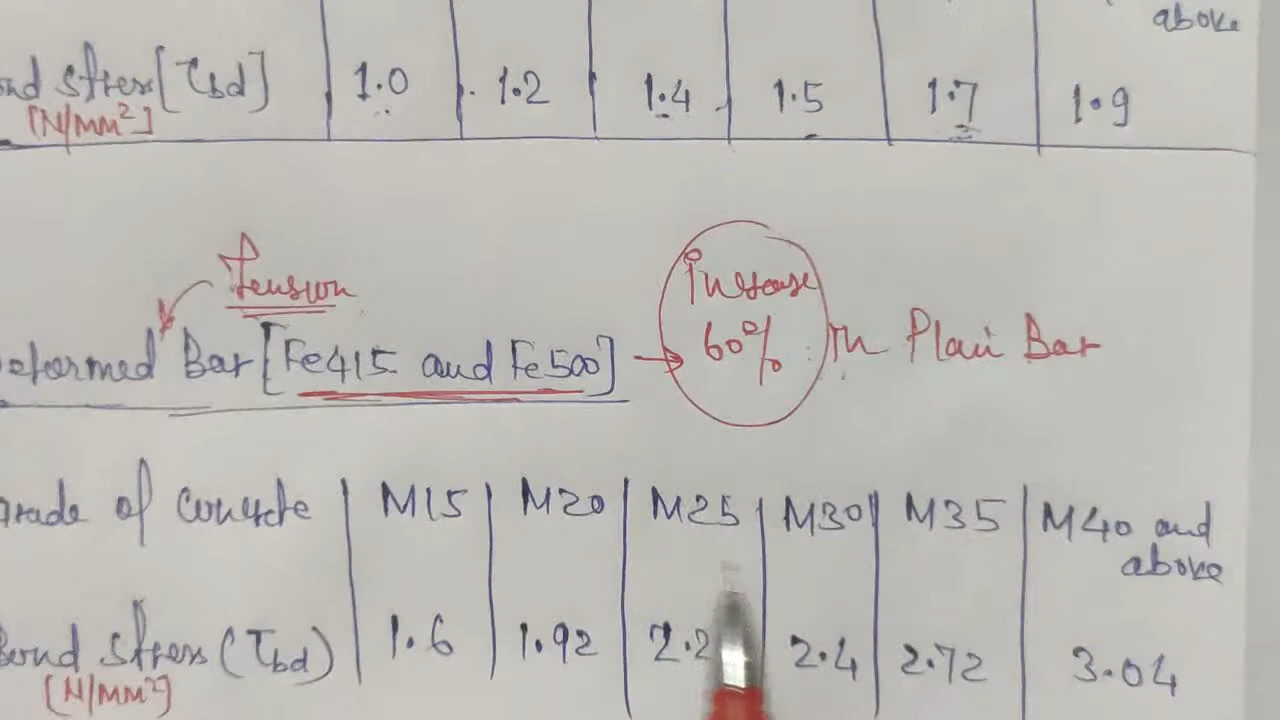 above
ond stress [τbd] 1.0 1.2 1.4 1.5 1.7 1.9
[N/mm²]
Tension
increase
60%
eformed Bar [Fe415 and Fe500] → in Plain Bar
rade of concrete M15 M20 M25 M30 M35 M40 and
above
Bond stress (τbd) 1.6 1.92 2.2 2.4 2.72 3.04
[N/mm²]